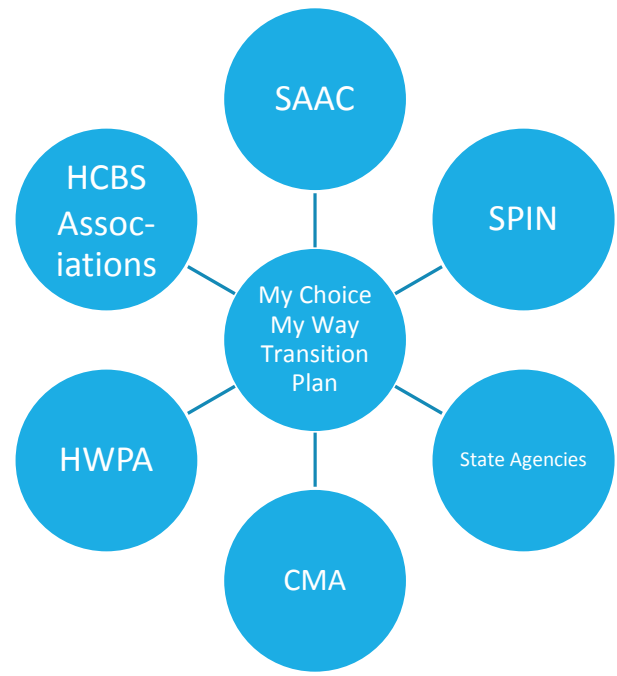 SAAC
HCBS
Assoc-
iations
SPIN
My Choice
My Way
Transition
Plan
HWPA
State Agencies
CMA